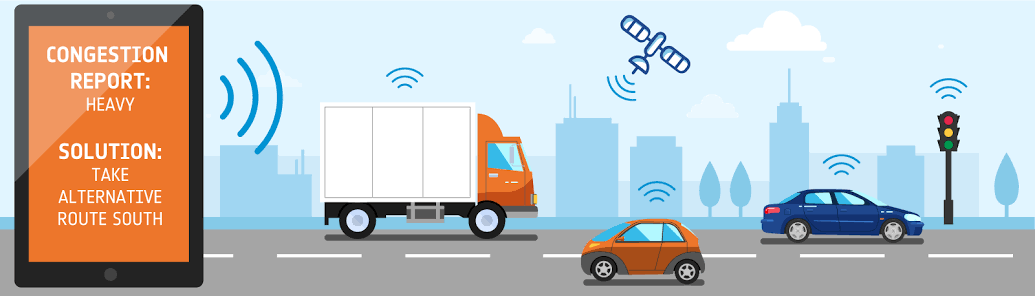 CONGESTION
REPORT:
HEAVY
SOLUTION:
TAKE
ALTERNATIVE
ROUTE SOUTH